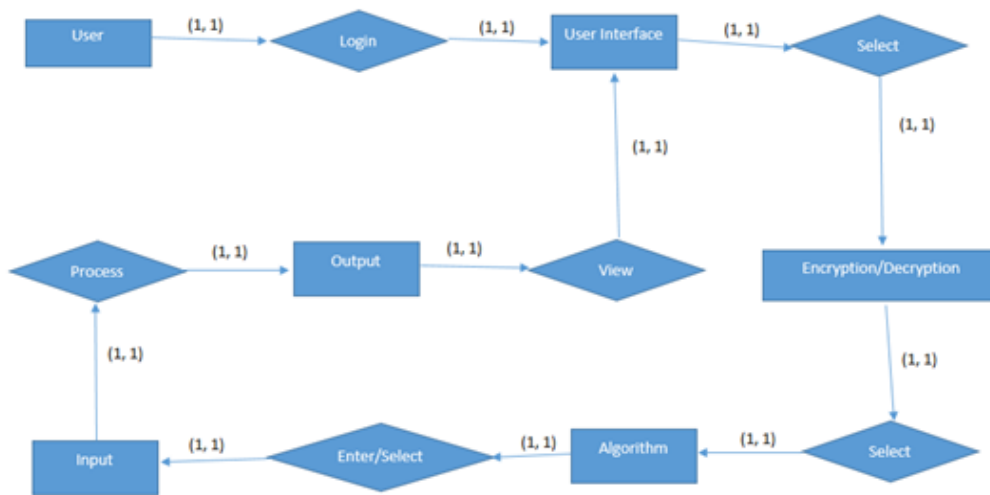 User
(1, 1)
Login
(1, 1)
User Interface
(1, 1)
Select
(1, 1)
Encryption/Decryption
(1, 1)
Select
(1, 1)
Algorithm
(1, 1)
Enter/Select
(1, 1)
Input
(1, 1)
Process
(1, 1)
Output
(1, 1)
View
(1, 1)